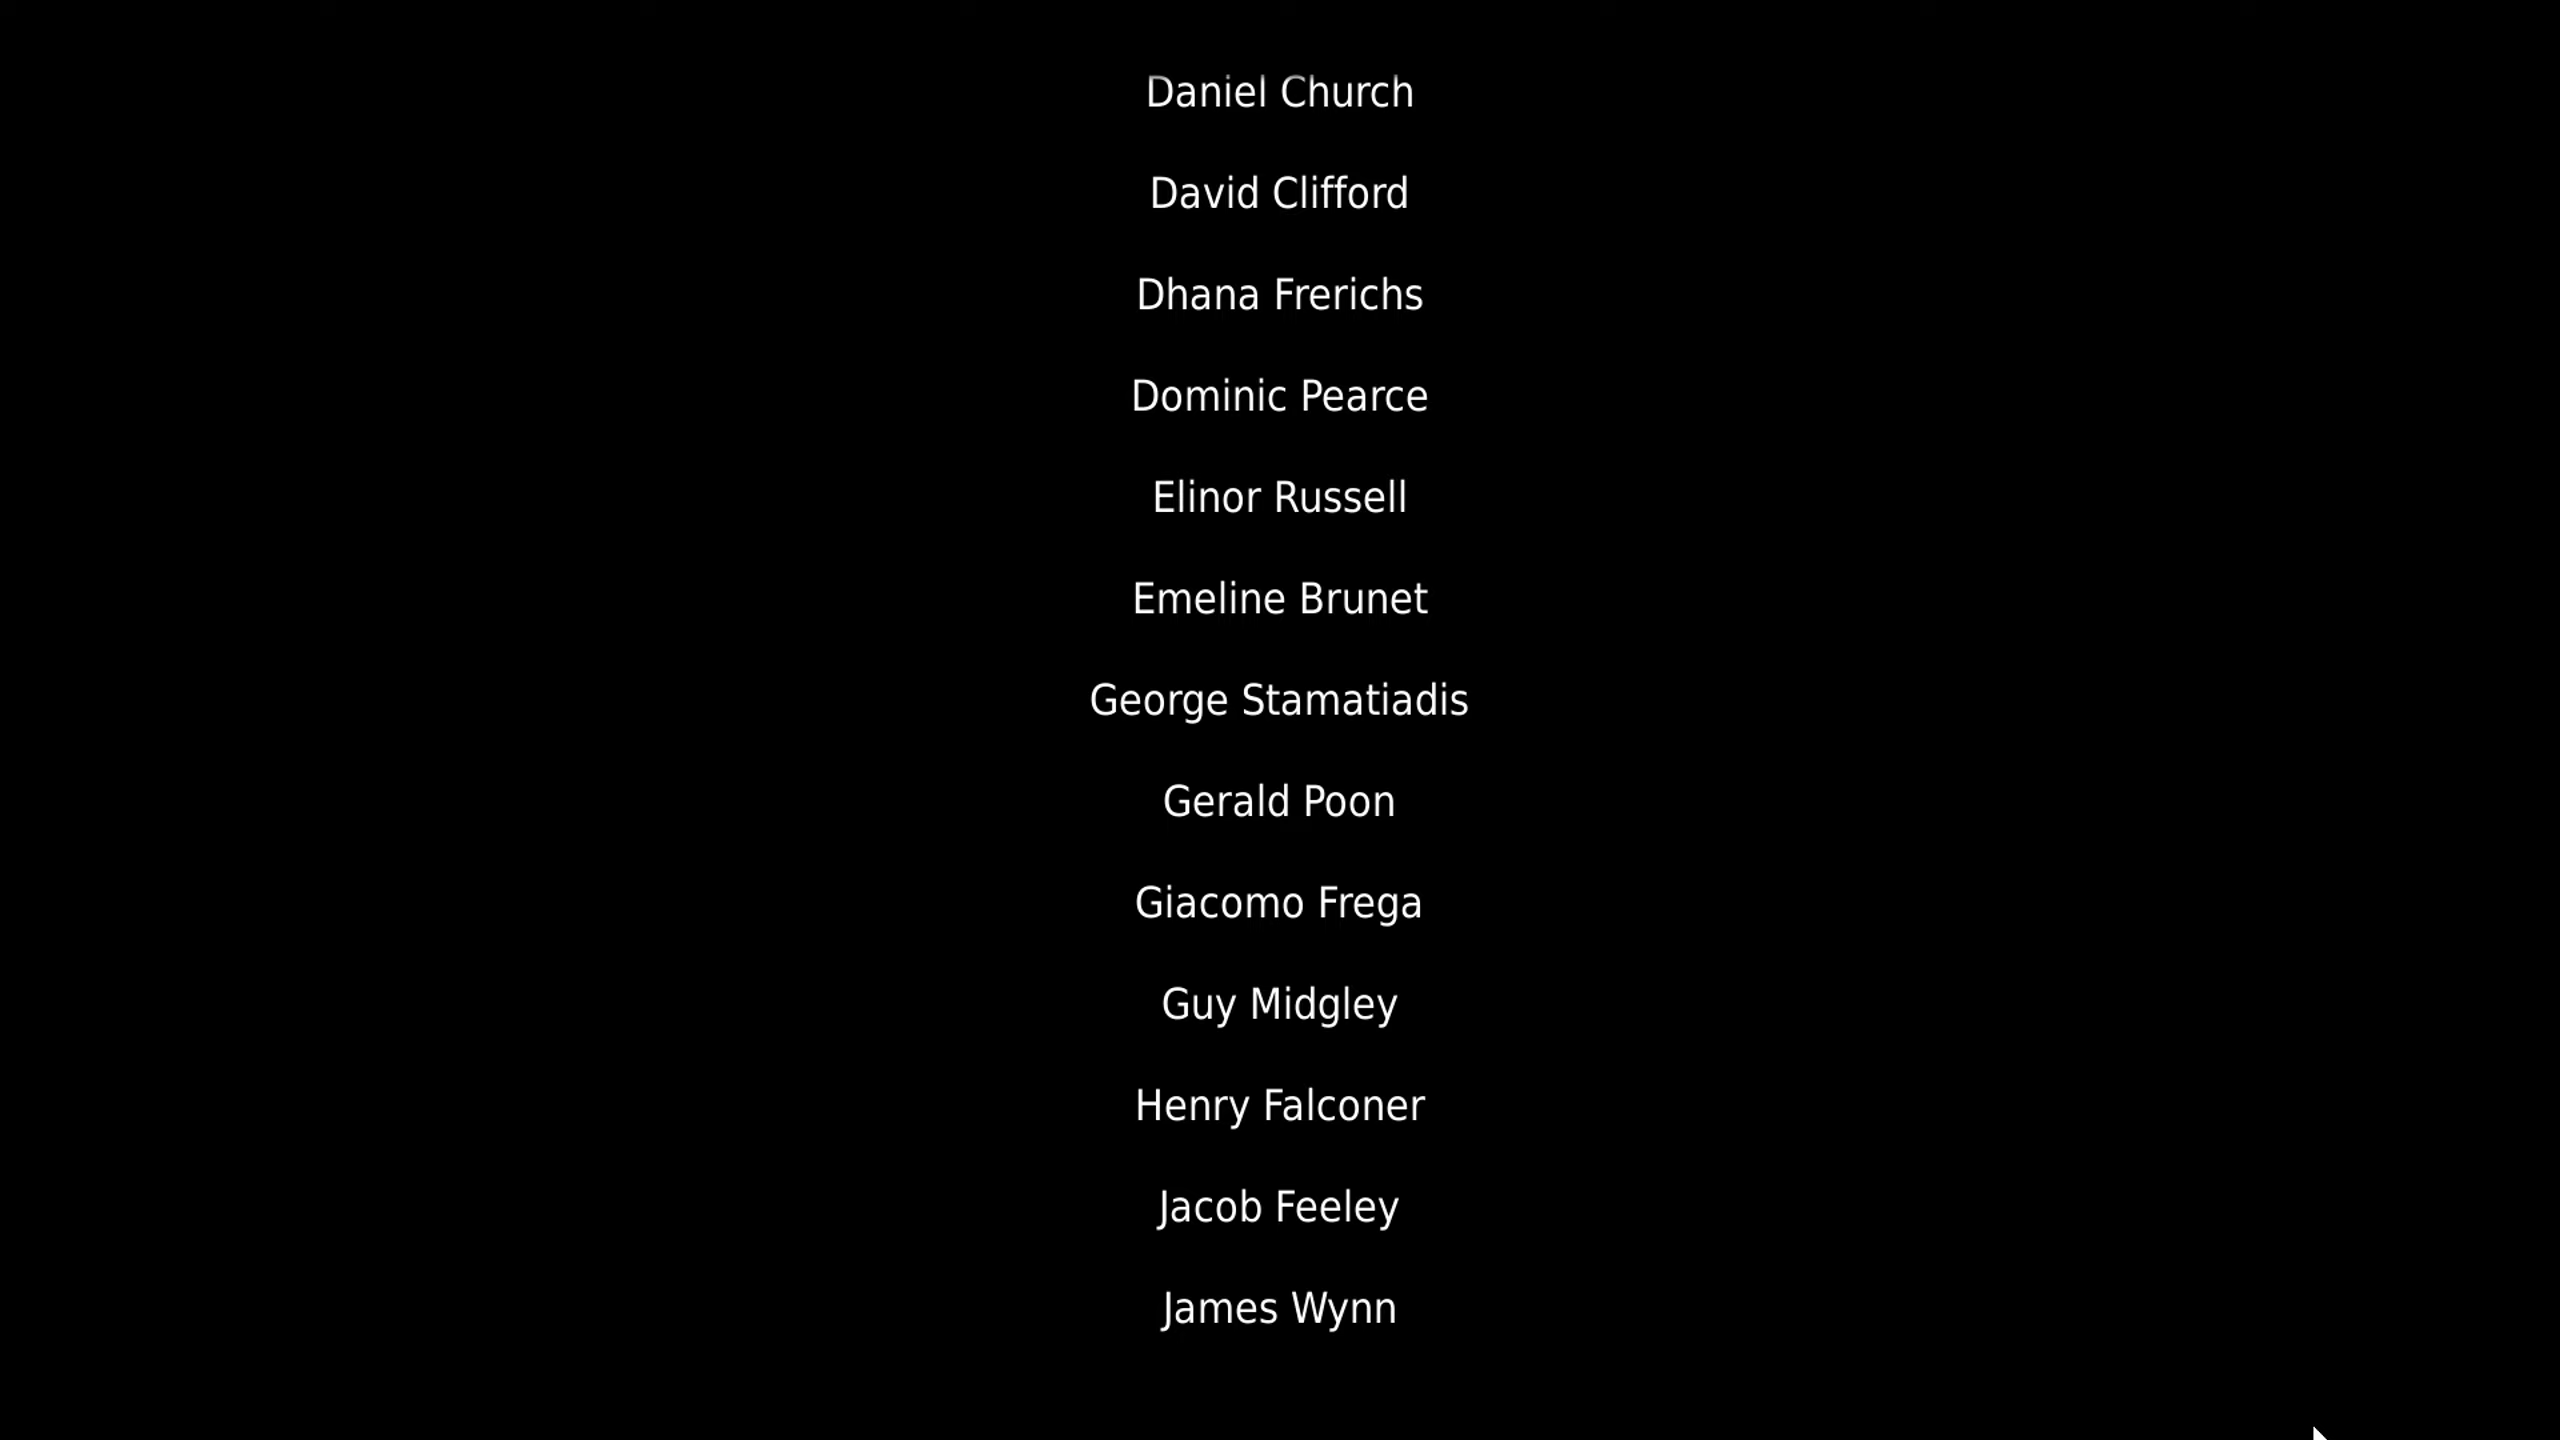 Daniel Church
David Clifford
Dhana Frerichs
Dominic Pearce
Elinor Russell
Emeline Brunet
George Stamatiadis
Gerald Poon
Giacomo Frega
Guy Midgley
Henry Falconer
Jacob Feeley
James Wynn